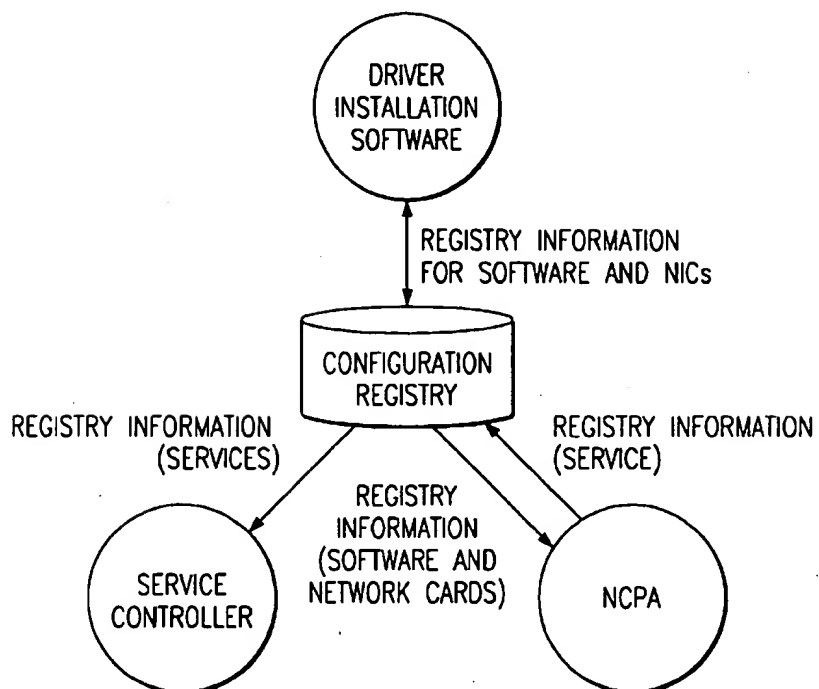 DRIVER
INSTALLATION
SOFTWARE
REGISTRY INFORMATION
FOR SOFTWARE AND NICs
CONFIGURATION
REGISTRY
REGISTRY INFORMATION
(SERVICES)
REGISTRY INFORMATION
(SERVICE)
REGISTRY
INFORMATION
(SOFTWARE AND
NETWORK CARDS)
SERVICE
CONTROLLER
NCPA